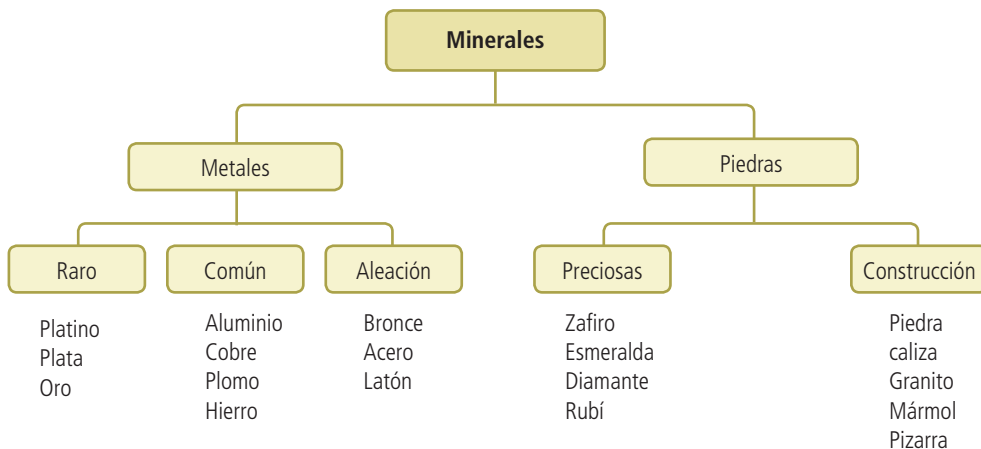 Minerales
Metales
Piedras
Raro
Común
Aleación
Preciosas
Construcción
Platino
Plata
Oro
Aluminio
Cobre
Plomo
Hierro
Bronce
Acero
Latón
Zafiro
Esmeralda
Diamante
Rubí
Piedra
caliza
Granito
Mármol
Pizarra